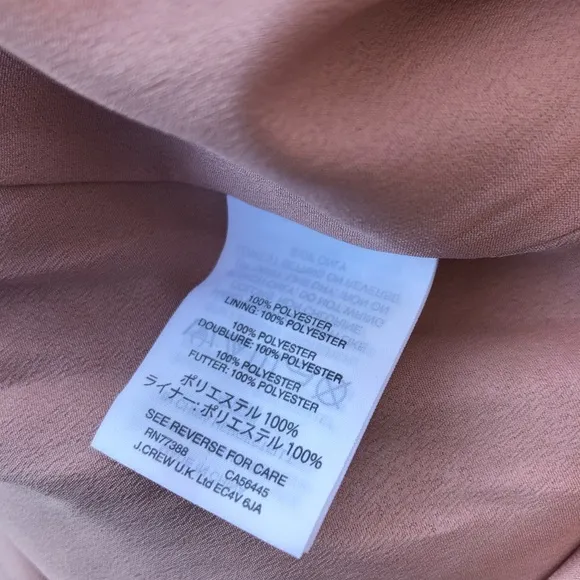 100% POLYESTER
LINING: 100% POLYESTER
100% POLYESTER
DOUBLURE: 100% POLYESTER
100% POLYESTER
FUTTER: 100% POLYESTER
ポリエステル 100%
ライナー:ポリエステル 100%
SEE REVERSE FOR CARE
RN77388 CA56445
J.CREW U.K. Ltd EC4V 6JA